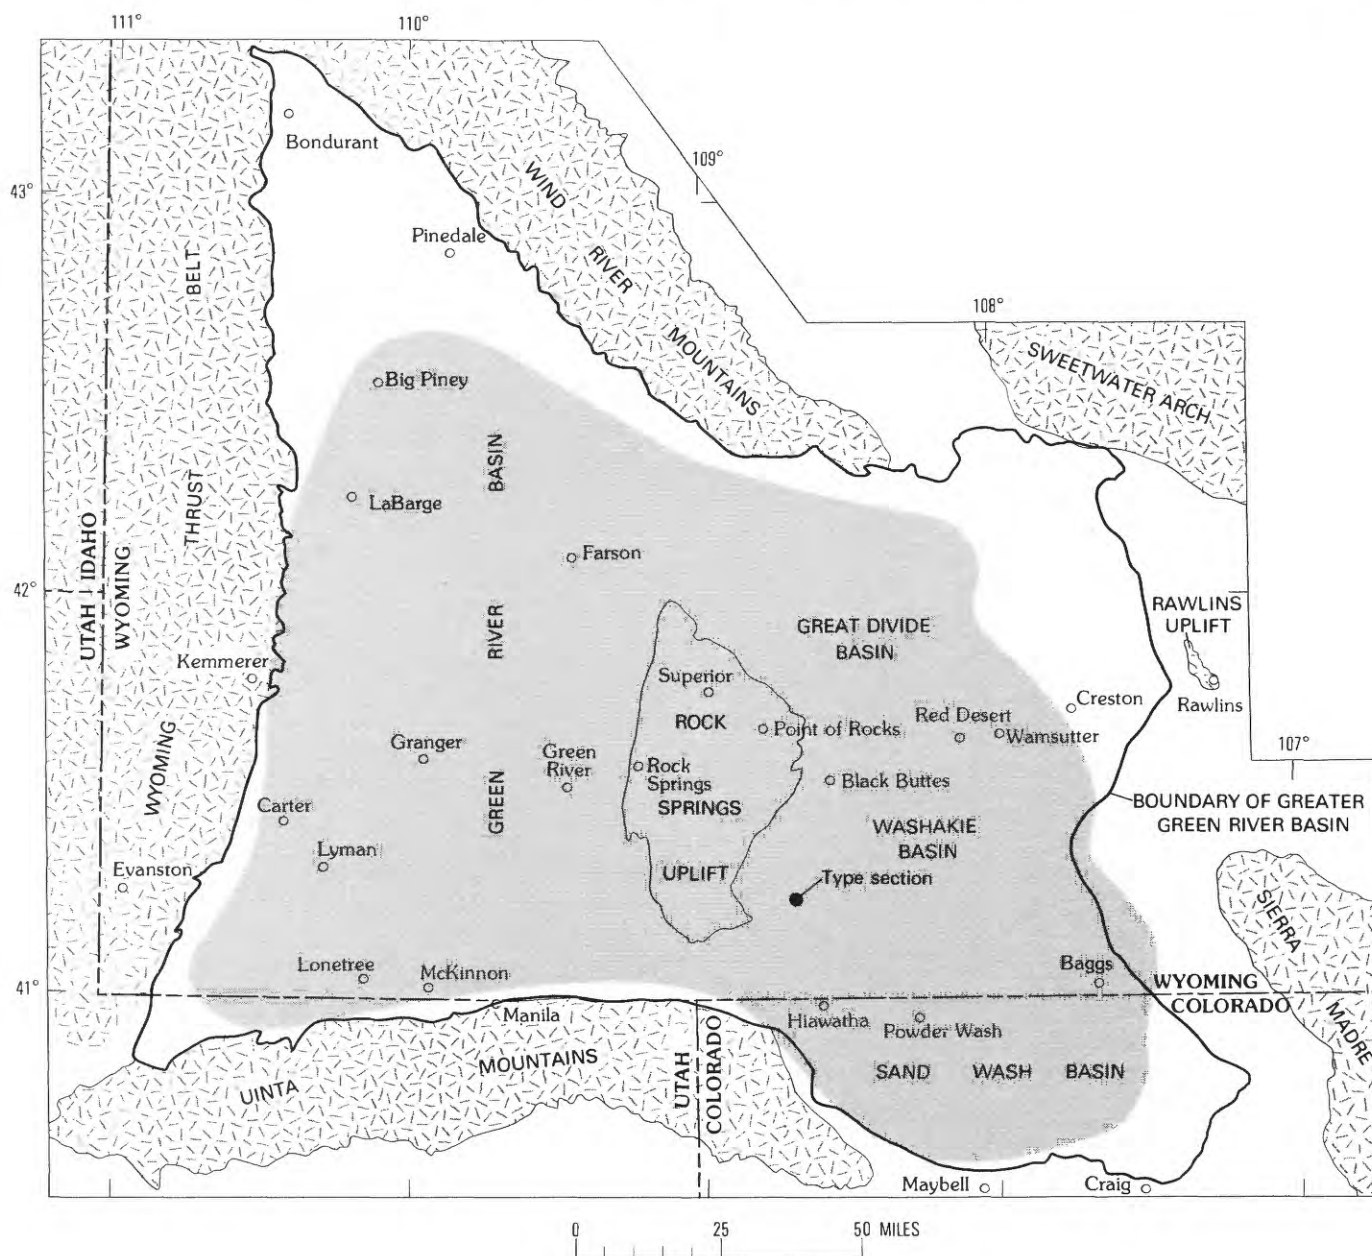 111°
110°
Bondurant
43°
109°
WIND
RIVER
MOUNTAINS
Pinedale
BELT
108°
SWEETWATER ARCH
Big Piney
BASIN
THRUST
LaBarge
UTAH
IDAHO
WYOMING
Farson
42°
RIVER
GREAT DIVIDE
BASIN
RAWLINS
UPLIFT
Kemmerer
Superior
Creston
Rawlins
ROCK
Red Desert
Point of Rocks
Wamsutter
Granger
Green
River
107°
WYOMING
Rock
Springs
Black Buttes
GREEN
SPRINGS
BOUNDARY OF GREATER
GREEN RIVER BASIN
Carter
WASHAKIE
BASIN
Lyman
Evanston
UPLIFT
Type section
SIERRA
MADRE
Lonetree
McKinnon
Baggs
WYOMING
COLORADO
41°
Manila
Hiawatha
Powder Wash
UINTA
MOUNTAINS
UTAH
COLORADO
SAND
WASH
BASIN
Maybell
Craig
0
25
50 MILES